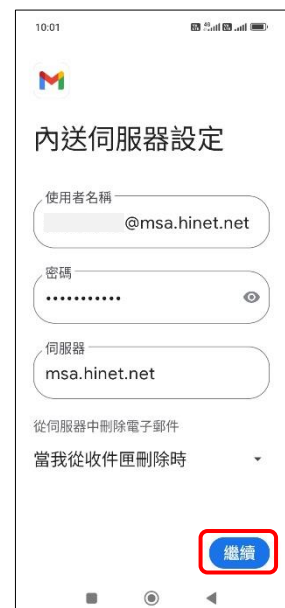 10:01
內送伺服器設定
使用者名稱
@msa.hinet.net
密碼
•••••••••••
伺服器
msa.hinet.net
從伺服器中刪除電子郵件
當我從收件匣刪除時
繼續